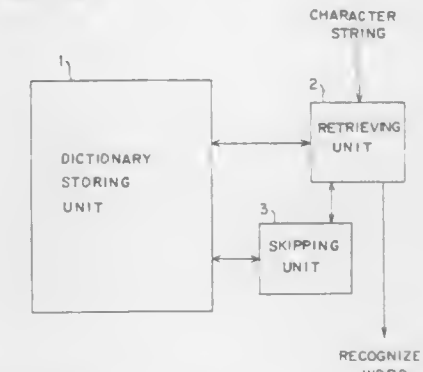 CHARACTER
STRING
1
2
RETRIEVING
UNIT
DICTIONARY
STORING
UNIT
3
SKIPPING
UNIT
RECOGNIZE